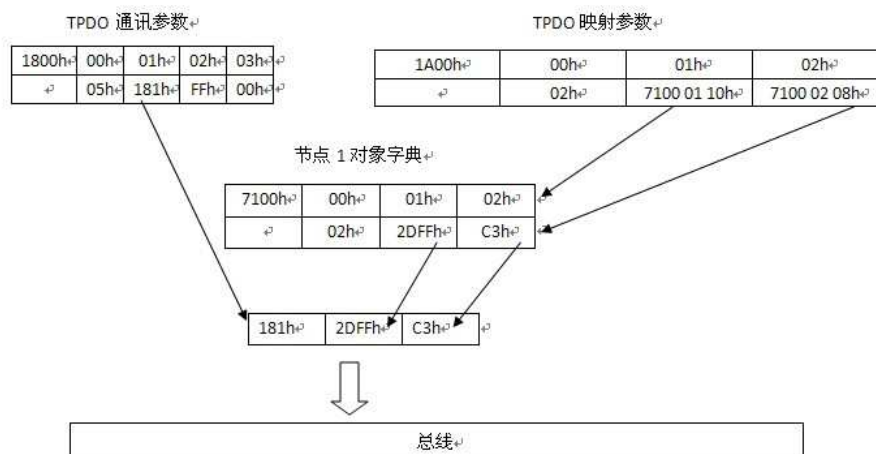 TPDO 通讯参数
1800h 00h 01h 02h 03h
05h 181h FFh 00h
TPDO 映射参数
1A00h 00h 01h 02h
02h 7100 01 10h 7100 02 08h
节点 1 对象字典
7100h 00h 01h 02h
02h 2DFFh C3h
181h 2DFFh C3h
总线